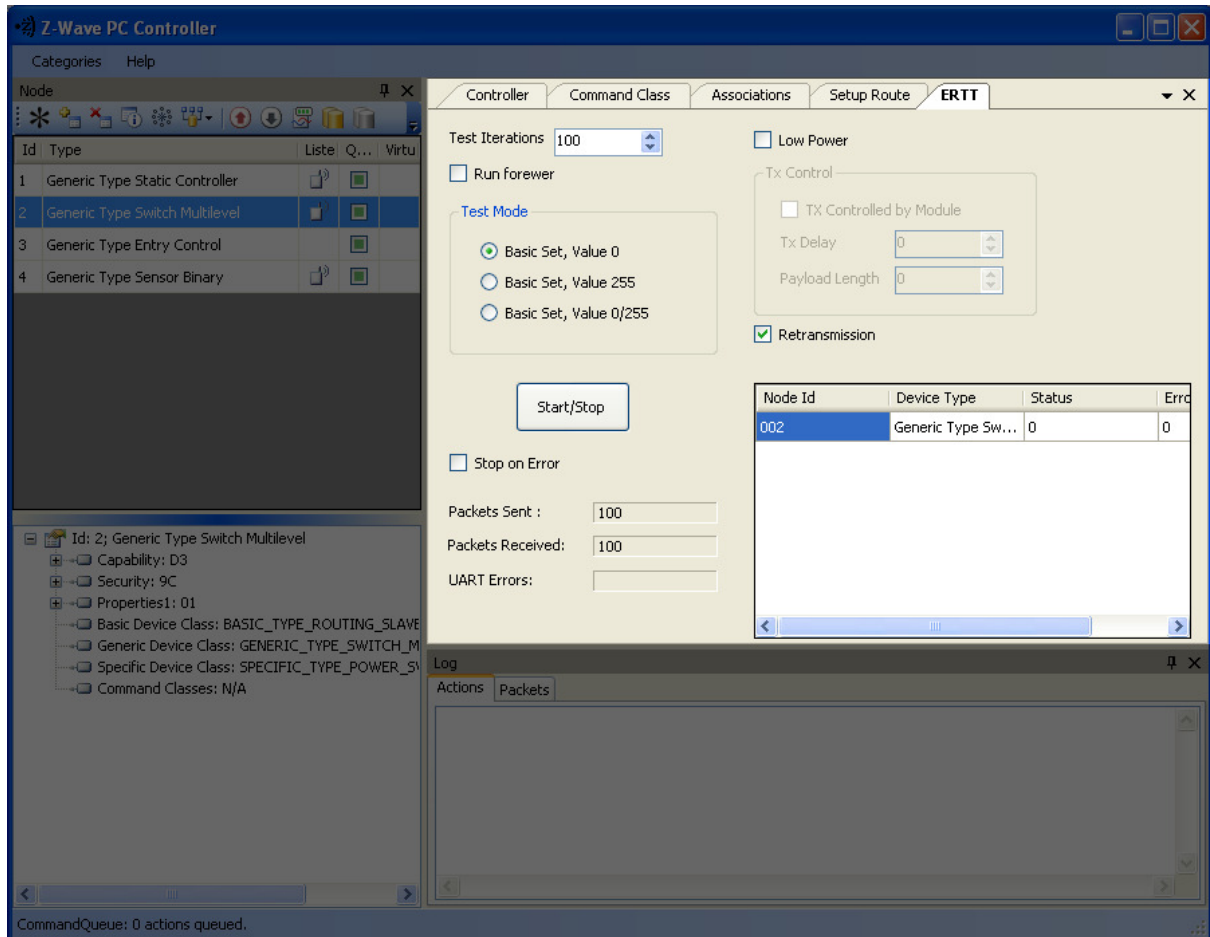 Z-Wave PC Controller
Categories Help
Node
Id Type Liste Q... Virtu
1 Generic Type Static Controller
2 Generic Type Switch Multilevel
3 Generic Type Entry Control
4 Generic Type Sensor Binary
Id: 2; Generic Type Switch Multilevel
Capability: D3
Security: 9C
Properties1: 01
Basic Device Class: BASIC_TYPE_ROUTING_SLAVE
Generic Device Class: GENERIC_TYPE_SWITCH_M
Specific Device Class: SPECIFIC_TYPE_POWER_S
Command Classes: N/A
Controller Command Class Associations Setup Route ERTT
Test Iterations 100
Run forewer
Test Mode
Basic Set, Value 0
Basic Set, Value 255
Basic Set, Value 0/255
Start/Stop
Stop on Error
Packets Sent : 100
Packets Received: 100
UART Errors:
Low Power
Tx Control
TX Controlled by Module
Tx Delay 0
Payload Length 0
Retransmission
Node Id Device Type Status Erro
002 Generic Type Sw... 0 0
Log
Actions Packets
CommandQueue: 0 actions queued.